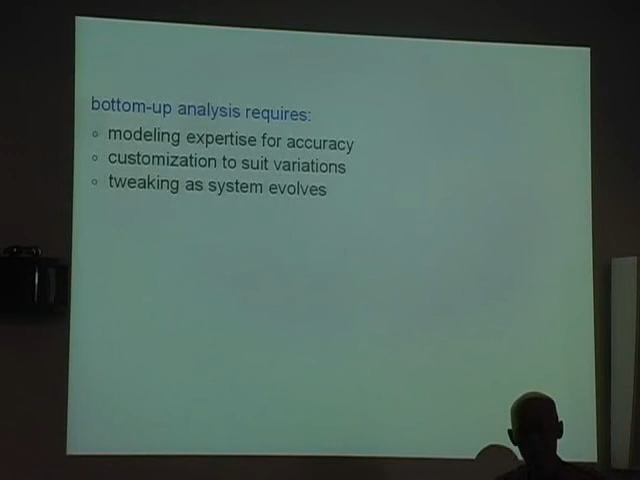 bottom-up analysis requires:
modeling expertise for accuracy
customization to suit variations
tweaking as system evolves